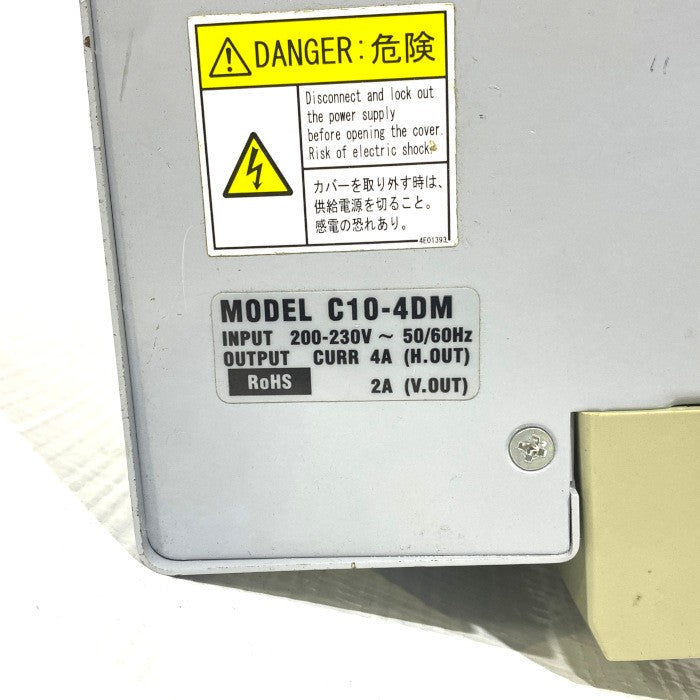 DANGER:危険
Disconnect and lock out
the power supply
before opening the cover.
Risk of electric shock.
カバーを取り外す時は、
供給電源を切ること。
感電の恐れあり。
4E01393
MODEL C10-4DM
INPUT 200-230V ~ 50/60Hz
OUTPUT CURR 4A (H.OUT)
RoHS 2A (V.OUT)